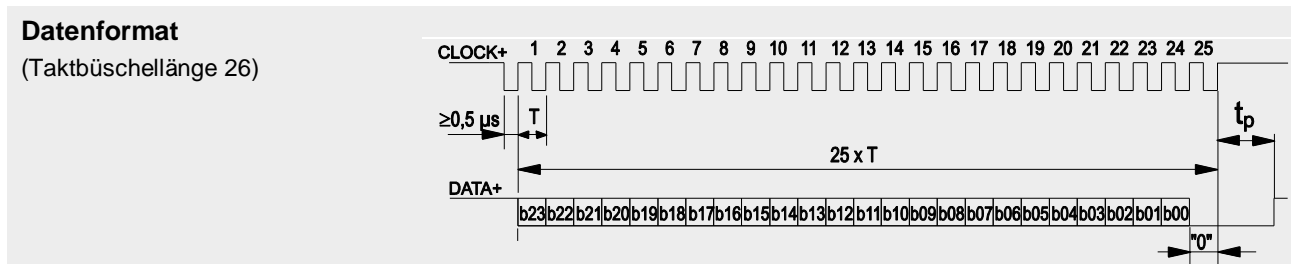 Datenformat
(Taktbüschellänge 26)
CLOCK+ 1 2 3 4 5 6 7 8 9 10 11 12 13 14 15 16 17 18 19 20 21 22 23 24 25
≥0,5 µs T tp
25 x T
DATA+
b23 b22 b21 b20 b19 b18 b17 b16 b15 b14 b13 b12 b11 b10 b09 b08 b07 b06 b05 b04 b03 b02 b01 b00
"0"